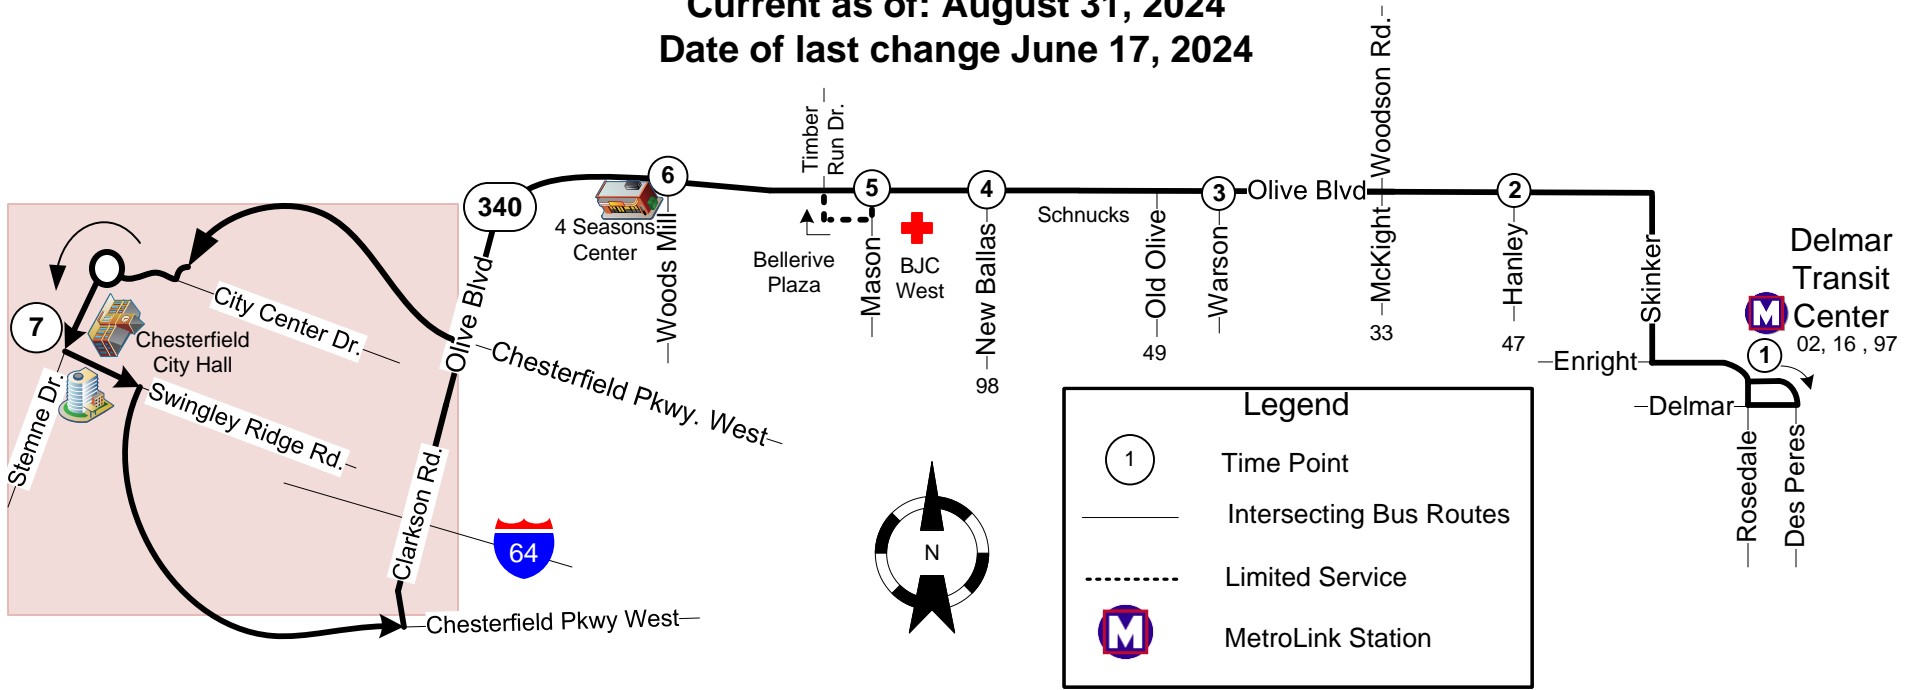 Current as of: August 31, 2024
Date of last change June 17, 2024
Timber
Run Dr.
Woodson Rd.
6
5
4
3
Olive Blvd
2
340
4 Seasons
Center
Woods Mill
Bellerive
Plaza
Mason
BJC
West
New Ballas
98
Schnucks
Old Olive
49
Warson
McKight
33
Hanley
47
Skinker
Delmar
Transit
Center
M
02, 16 , 97
1
Enright
Delmar
Rosedale
Des Peres
7
City Center Dr.
Chesterfield
City Hall
Olive Blvd
Chesterfield Pkwy. West
Stemne Dr.
Swingley Ridge Rd.
Clarkson Rd.
64
Chesterfield Pkwy West
N
Legend
1
Time Point
Intersecting Bus Routes
Limited Service
M
MetroLink Station